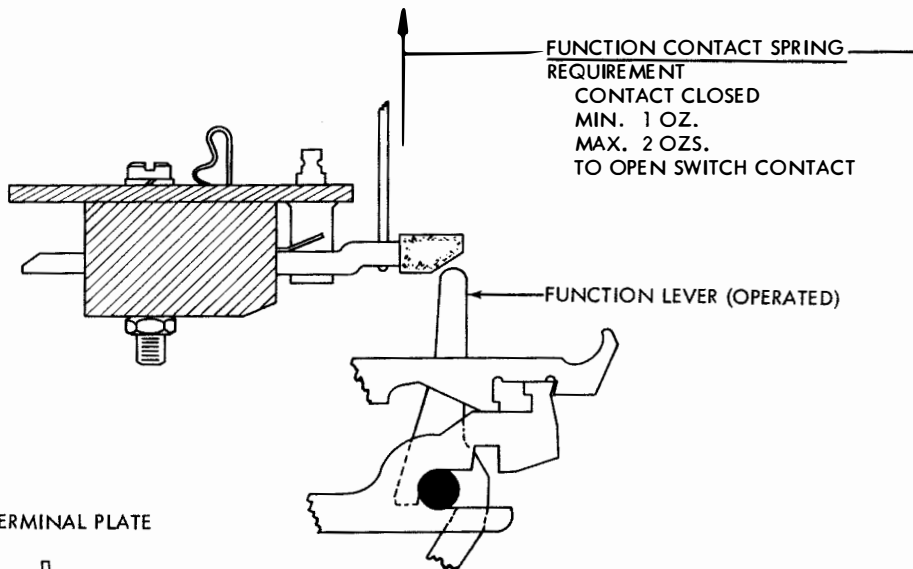 FUNCTION CONTACT SPRING
REQUIREMENT
CONTACT CLOSED
MIN. 1 OZ.
MAX. 2 OZS.
TO OPEN SWITCH CONTACT
FUNCTION LEVER (OPERATED)
ERMINAL PLATE